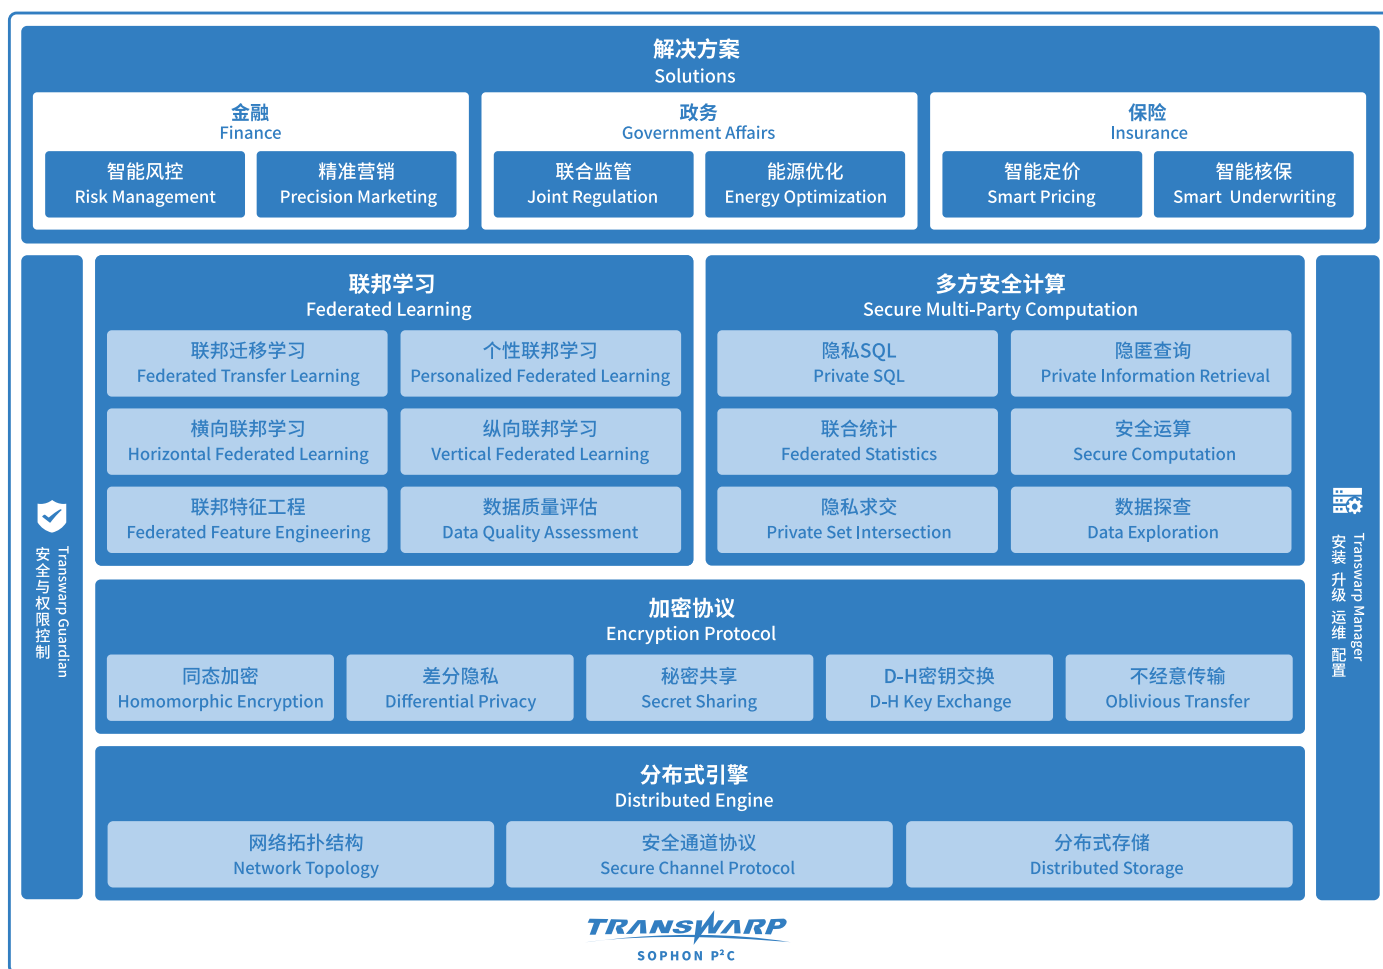 解决方案
Solutions
金融
Finance
智能风控
Risk Management
精准营销
Precision Marketing
政务
Government Affairs
联合监管
Joint Regulation
能源优化
Energy Optimization
保险
Insurance
智能定价
Smart Pricing
智能核保
Smart Underwriting
安全与权限控制
Transwarp Guardian
联邦学习
Federated Learning
联邦迁移学习
Federated Transfer Learning
个性联邦学习
Personalized Federated Learning
横向联邦学习
Horizontal Federated Learning
纵向联邦学习
Vertical Federated Learning
联邦特征工程
Federated Feature Engineering
数据质量评估
Data Quality Assessment
多方安全计算
Secure Multi-Party Computation
隐私SQL
Private SQL
隐匿查询
Private Information Retrieval
联合统计
Federated Statistics
安全运算
Secure Computation
隐私求交
Private Set Intersection
数据探查
Data Exploration
安装 升级 运维 配置
Transwarp Manager
加密协议
Encryption Protocol
同态加密
Homomorphic Encryption
差分隐私
Differential Privacy
秘密共享
Secret Sharing
D-H密钥交换
D-H Key Exchange
不经意传输
Oblivious Transfer
分布式引擎
Distributed Engine
网络拓扑结构
Network Topology
安全通道协议
Secure Channel Protocol
分布式存储
Distributed Storage
TRANSWARP
SOPHON P²C